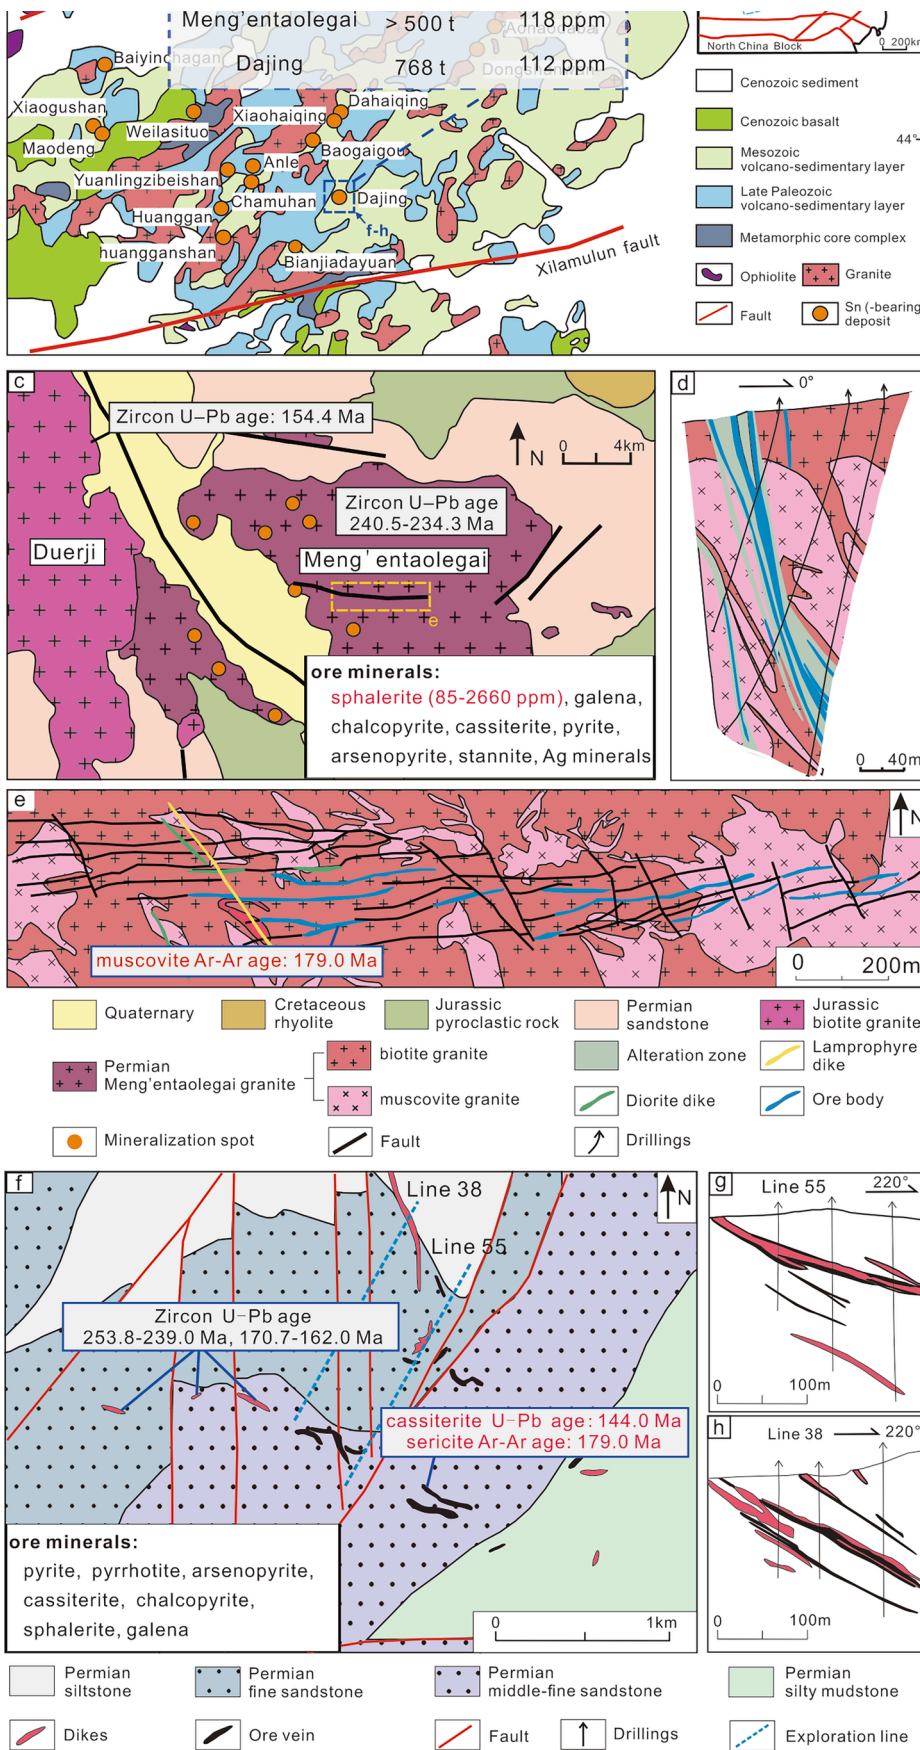 Meng'entaolegai > 500 t 118 ppm
Dajing 768 t 112 ppm
North China Block
0 200km
Baiyinchagan
Dongshanwan
Xiaogushan
Maodeng
Weilasituo
Xiaohaiqing
Dahaiqing
Baogaigou
Anle
Yuanlingzibeishan
Chamuhan
Dajing
f-h
Huanggan
huangganshan
Bianjiadayuan
Xilamulun fault
44°
Cenozoic sediment
Cenozoic basalt
Mesozoic
volcano-sedimentary layer
Late Paleozoic
volcano-sedimentary layer
Metamorphic core complex
Ophiolite
Granite
Fault
Sn (-bearing
deposit
c
Zircon U–Pb age: 154.4 Ma
N
0 4km
Zircon U–Pb age
240.5-234.3 Ma
Duerji
Meng' entaolegai
e
ore minerals:
sphalerite (85-2660 ppm), galena,
chalcopyrite, cassiterite, pyrite,
arsenopyrite, stannite, Ag minerals
d
0°
0 40m
e
N
muscovite Ar-Ar age: 179.0 Ma
0 200m
Quaternary
Cretaceous
rhyolite
Jurassic
pyroclastic rock
Permian
sandstone
Jurassic
biotite granite
Permian
Meng'entaolegai granite
biotite granite
muscovite granite
Alteration zone
Lamprophyre
dike
Diorite dike
Ore body
Mineralization spot
Fault
Drillings
f
Line 38
N
Line 55
Zircon U-Pb age
253.8-239.0 Ma, 170.7-162.0 Ma
cassiterite U-Pb age: 144.0 Ma
sericite Ar-Ar age: 179.0 Ma
ore minerals:
pyrite, pyrrhotite, arsenopyrite,
cassiterite, chalcopyrite,
sphalerite, galena
0 1km
g
Line 55
220°
0 100m
h
Line 38
220°
0 100m
Permian
siltstone
Permian
fine sandstone
Permian
middle-fine sandstone
Permian
silty mudstone
Dikes
Ore vein
Fault
Drillings
Exploration line